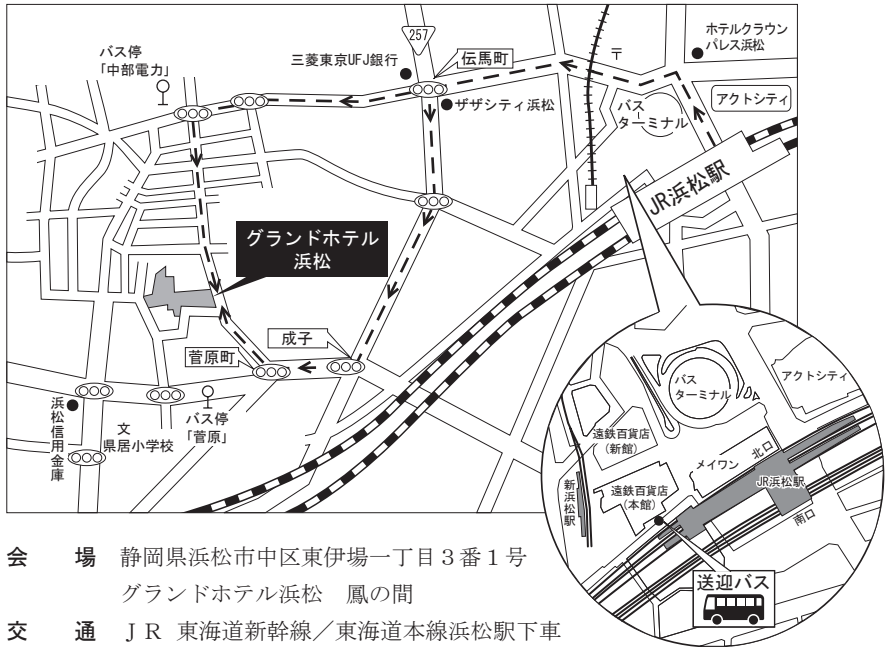 257
バス停
「中部電力」
三菱東京UFJ銀行
伝馬町
〒
ホテルクラウン
パレス浜松
ザザシティ浜松
バス
ターミナル
アクトシティ
JR浜松駅
グランドホテル
浜松
成子
菅原町
バス停
「菅原」
浜松信用金庫
文
県居小学校
バス
ターミナル
アクトシティ
遠鉄百貨店
(新館)
メイワン
北口
JR浜松駅
遠鉄百貨店
(本館)
新浜松駅
南口
送迎バス
会 場 静岡県浜松市中区東伊場一丁目3番1号
グランドホテル浜松 鳳の間
交 通 JR 東海道新幹線/東海道本線浜松駅下車